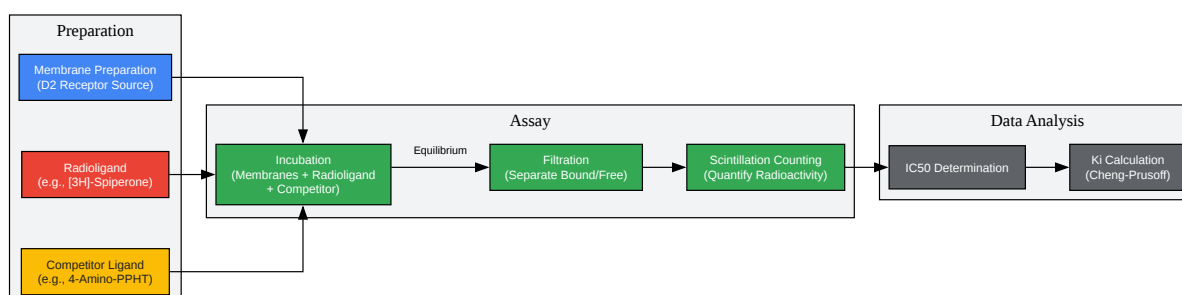 Preparation
Membrane Preparation
(D2 Receptor Source)
Radioligand
(e.g., [3H]-Spiperone)
Competitor Ligand
(e.g., 4-Amino-PPHT)
Assay
Incubation
(Membranes + Radioligand
+ Competitor)
Equilibrium
Filtration
(Separate Bound/Free)
Scintillation Counting
(Quantify Radioactivity)
Data Analysis
IC50 Determination
Ki Calculation
(Cheng-Prusoff)